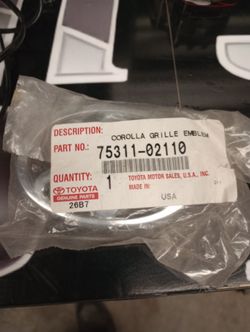 DESCRIPTION: COROLLA GRILLE EMBLEM
PART NO.: 75311-02110
QUANTITY: 1
TOYOTA MOTOR SALES, U.S.A., INC.
MADE IN: USA
TOYOTA
GENUINE PARTS
26B7